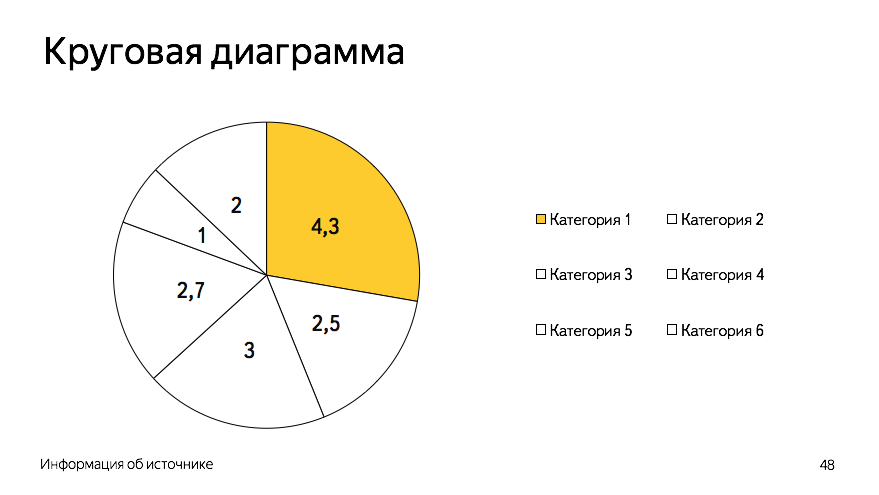 Круговая диаграмма
2
4,3
1
2,7
2,5
3
Категория 1 Категория 2
Категория 3 Категория 4
Категория 5 Категория 6
Информация об источнике
48